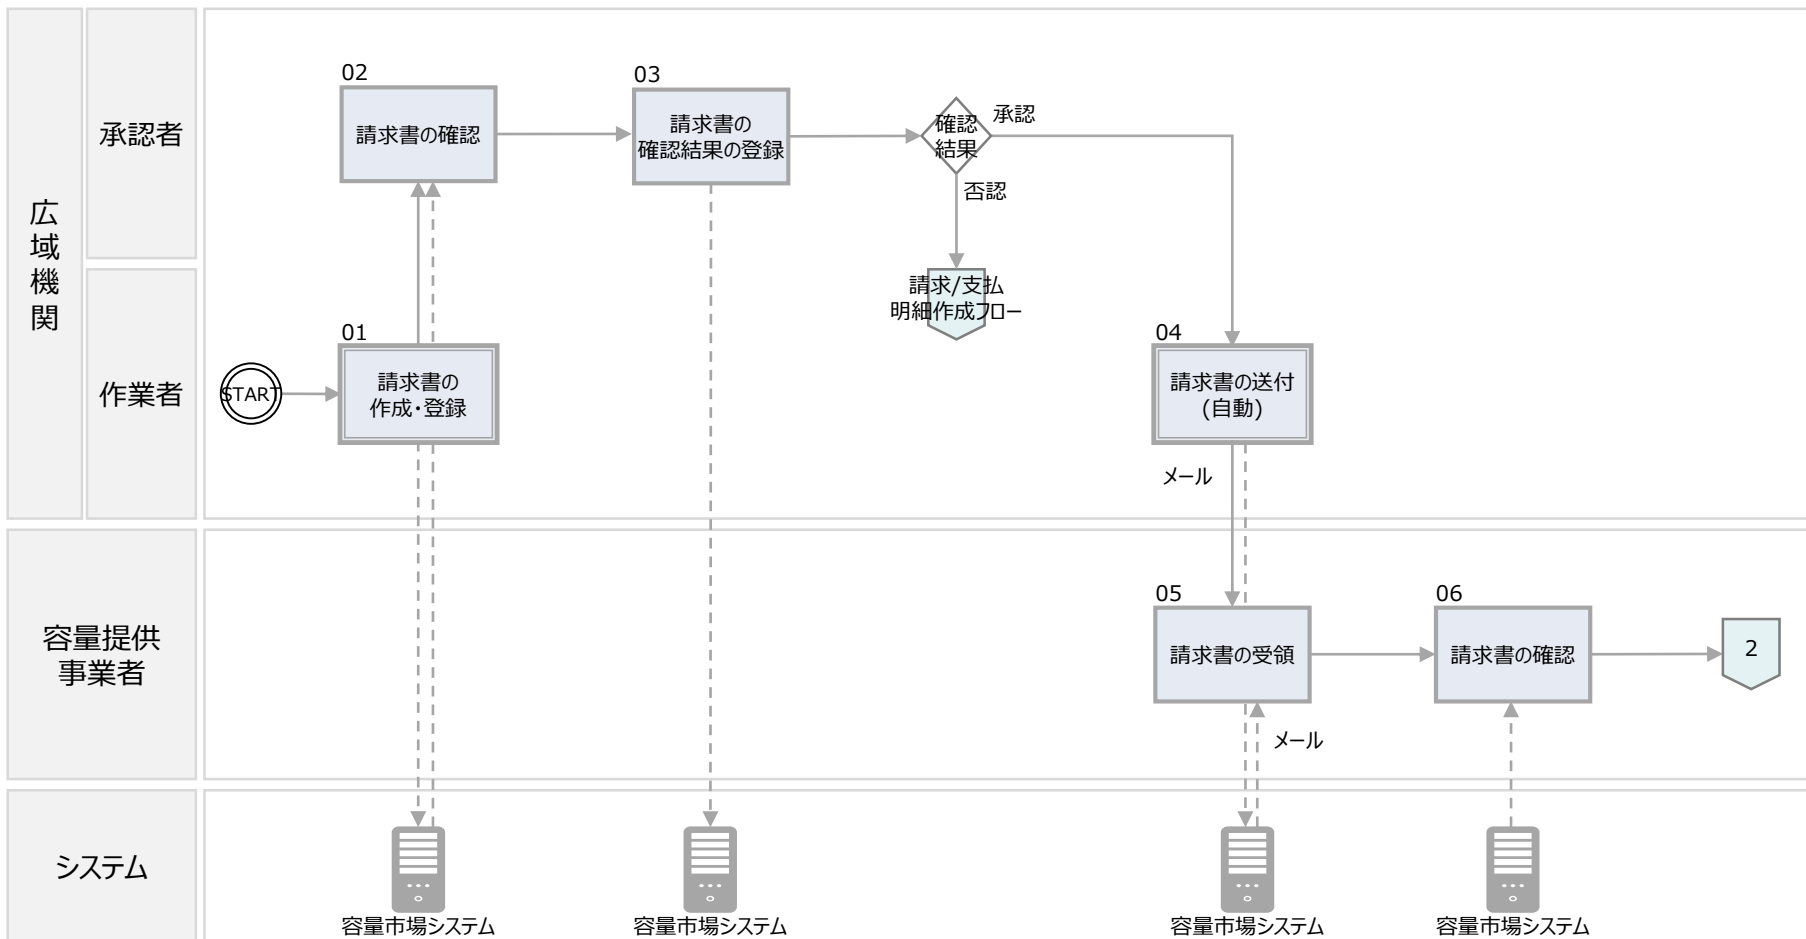 広
域
機
関
承認者
02
請求書の確認
03
請求書の
確認結果の登録
確認
結果
承認
否認
請求/支払
明細作成フロー
作業者
START
01
請求書の
作成・登録
04
請求書の送付
(自動)
メール
容量提供
事業者
05
請求書の受領
06
請求書の確認
2
メール
システム
容量市場システム
容量市場システム
容量市場システム
容量市場システム